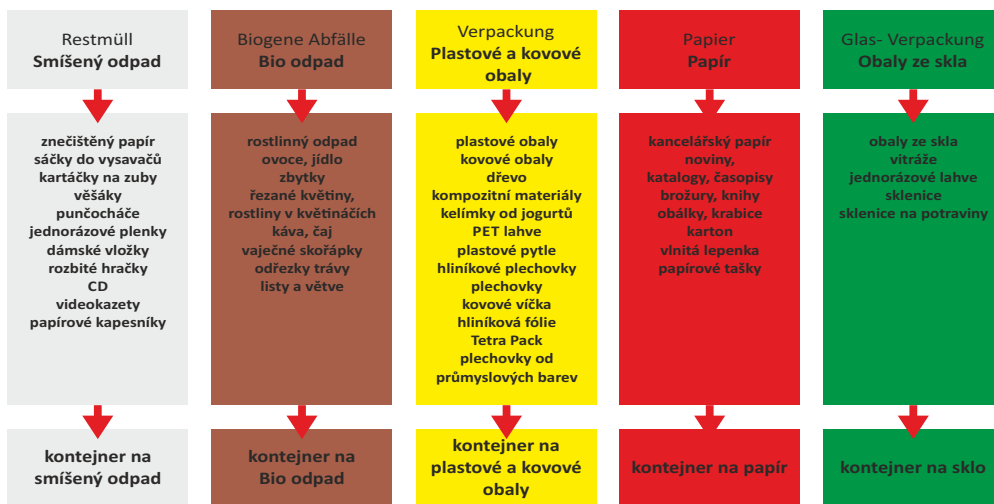 Restmüll
Smíšený odpad
znečištěný papír
sáčky do vysavačů
kartáčky na zuby
věšáky
punčocháče
jednorázové plenky
dámské vložky
rozbité hračky
CD
videokazety
papírové kapesníky
kontejner na
smíšený odpad
Biogene Abfälle
Bio odpad
rostlinný odpad
ovoce, jídlo
zbytky
řezané květiny,
rostliny v květináčích
káva, čaj
vaječné skořápky
odřezky trávy
listy a větve
kontejner na
Bio odpad
Verpackung
Plastové a kovové
obaly
plastové obaly
kovové obaly
dřevo
kompozitní materiály
kelímky od jogurtů
PET lahve
plastové pytle
hliníkové plechovky
plechovky
kovové víčka
hliníková fólie
Tetra Pack
plechovky od
průmyslových barev
kontejner na
plastové a kovové
obaly
Papier
Papír
kancelářský papír
noviny,
katalogy, časopisy
brožury, knihy
obálky, krabice
karton
vlnitá lepenka
papírové tašky
kontejner na papír
Glas- Verpackung
Obaly ze skla
obaly ze skla
vitráže
jednorázové lahve
sklenice
sklenice na potraviny
kontejner na sklo